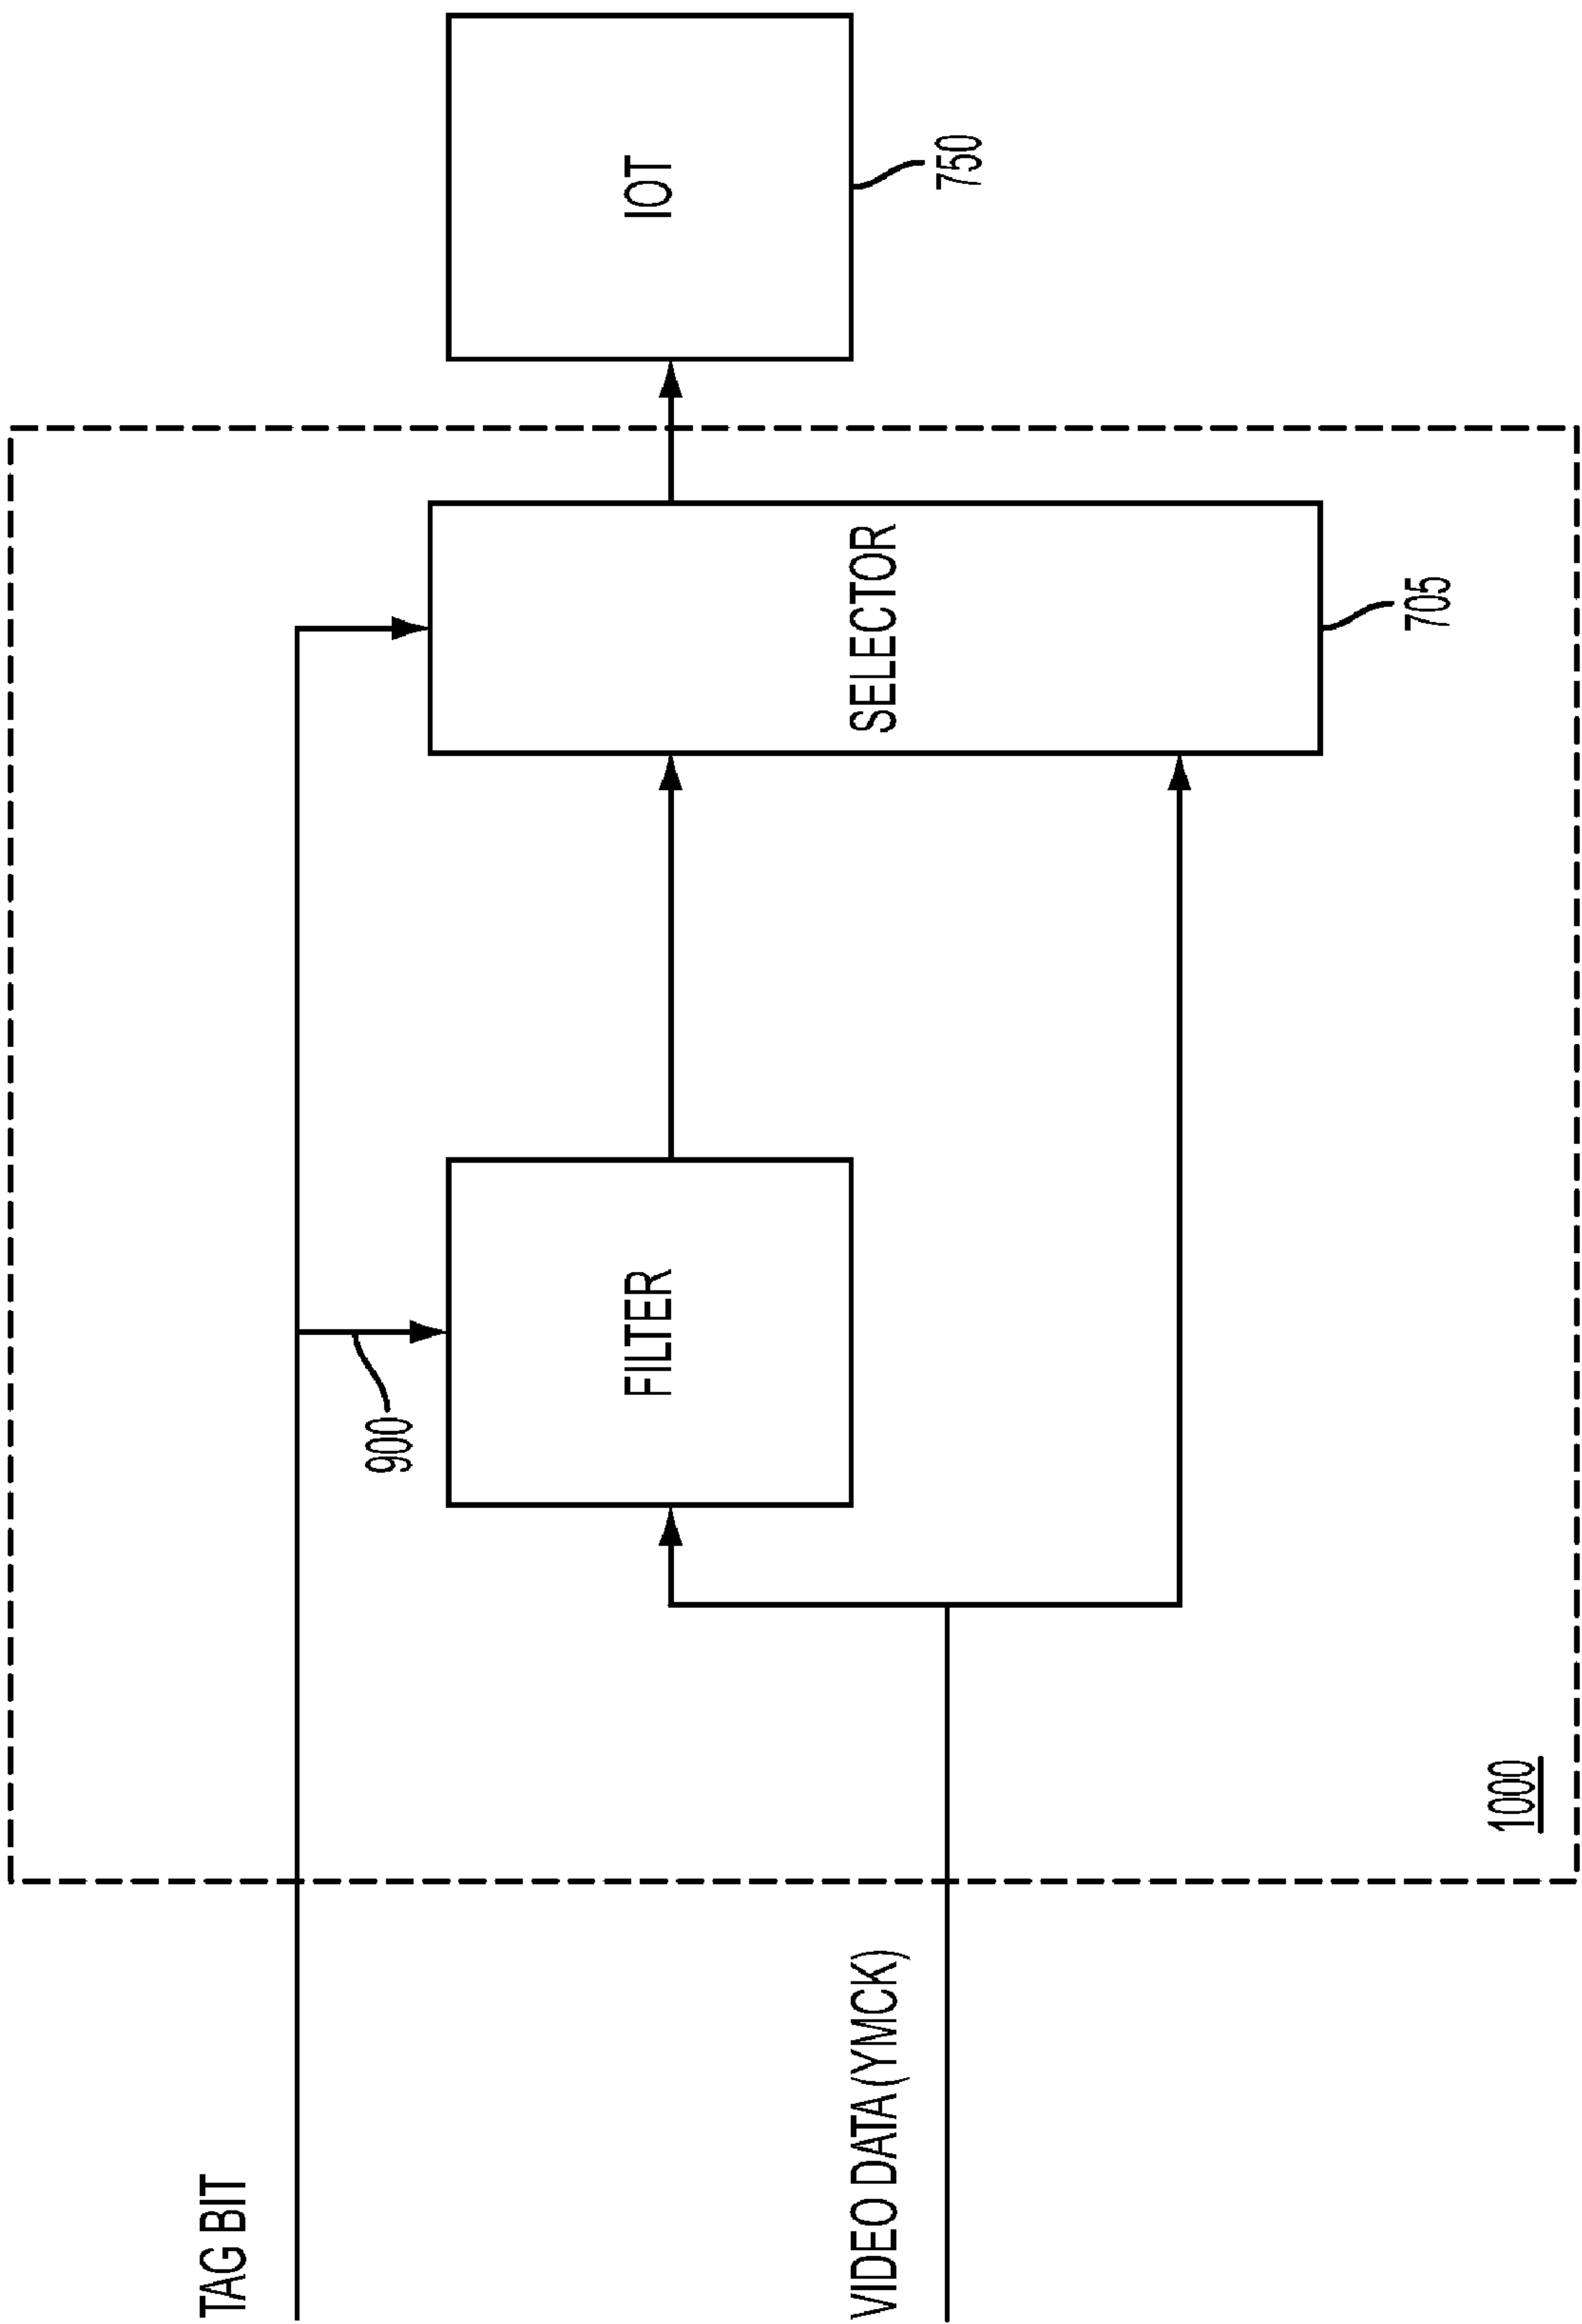 TAG BIT
900
FILTER
SELECTOR
705
IOT
750
VIDEO DATA (YMCK)
1000